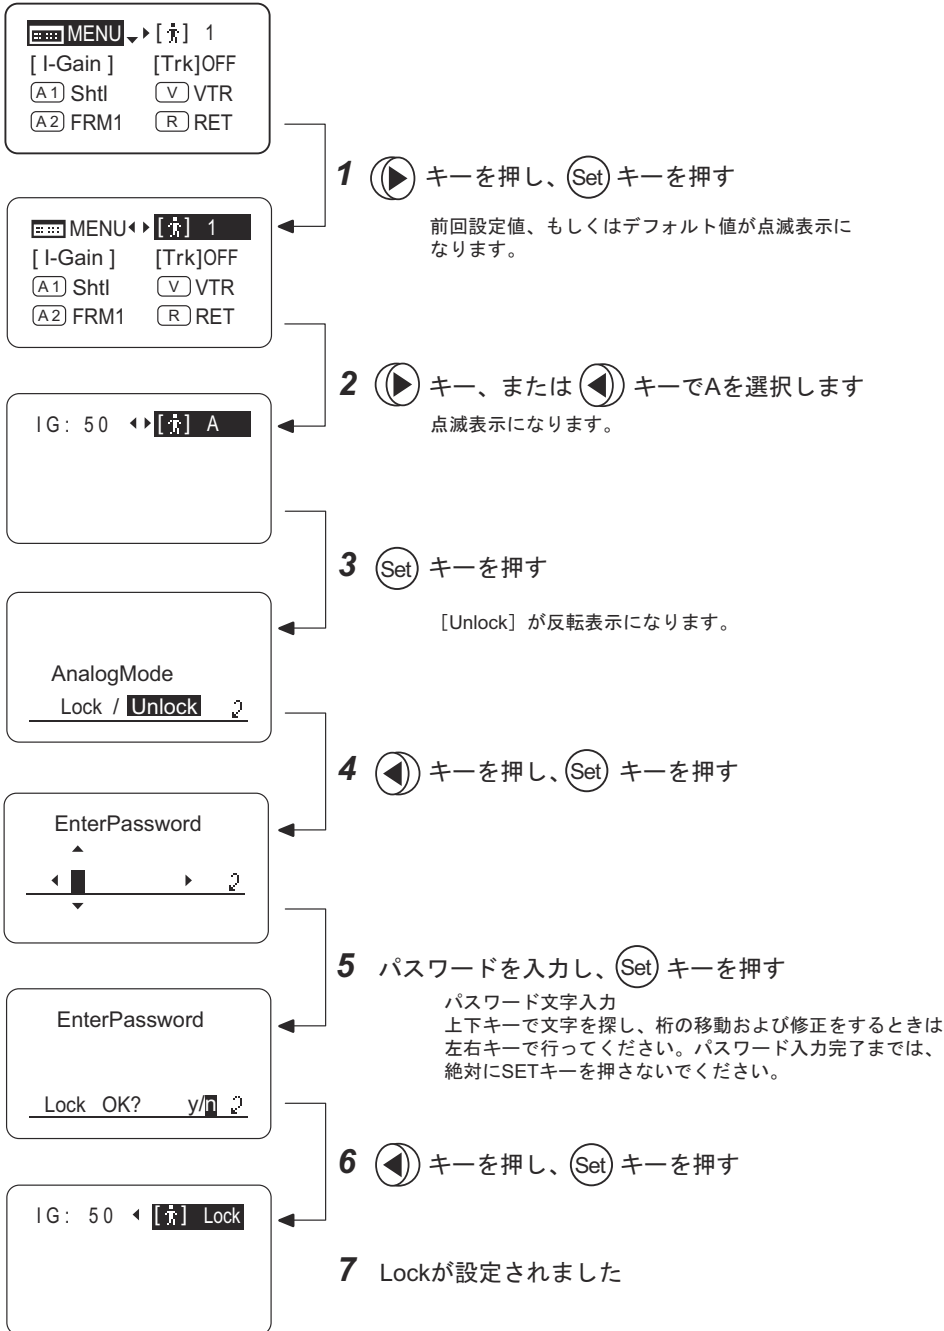 MENU [ ] 1
[ I-Gain ] [Trk]OFF
A1 Shtl V VTR
A2 FRM1 R RET
1 キーを押し、Set キーを押す
前回設定値、もしくはデフォルト値が点滅表示に
なります。
MENU [ ] 1
[ I-Gain ] [Trk]OFF
A1 Shtl V VTR
A2 FRM1 R RET
2 キー、または キーでAを選択します
点滅表示になります。
IG: 50 [ ] A
3 Set キーを押す
［Unlock］が反転表示になります。
AnalogMode
Lock / Unlock
4 キーを押し、Set キーを押す
EnterPassword
5 パスワードを入力し、Set キーを押す
パスワード文字入力
上下キーで文字を探し、桁の移動および修正をするときは
左右キーで行ってください。パスワード入力完了までは、
絶対にSETキーを押さないでください。
EnterPassword
Lock OK? y/n
6 キーを押し、Set キーを押す
IG: 50 [ ] Lock
7 Lockが設定されました